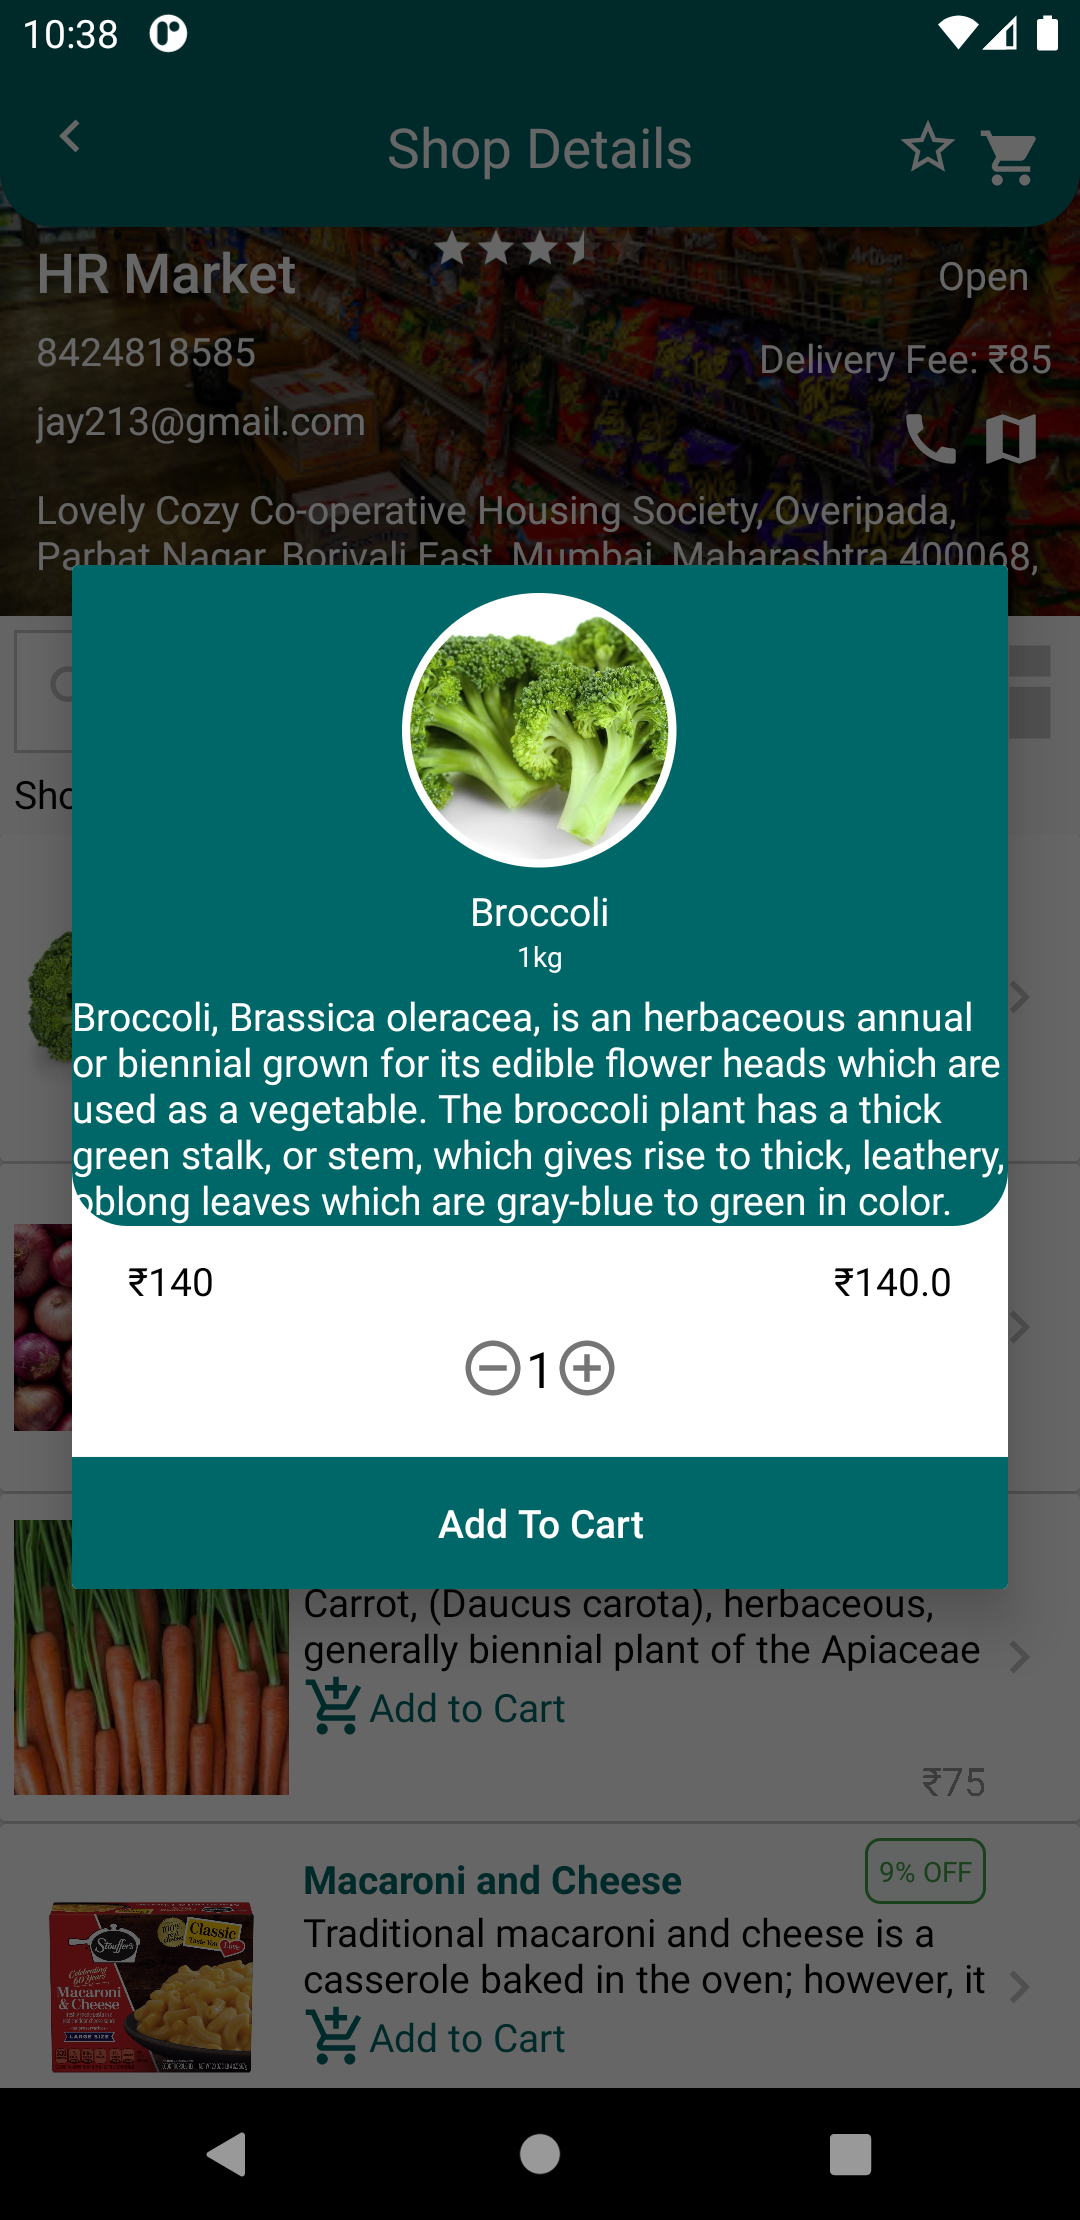 10:38
Shop Details
HR Market
Open
8424818585
Delivery Fee: ₹85
jay213@gmail.com
Lovely Cozy Co-operative Housing Society, Overipada,
Parbat Nagar, Borivali East, Mumbai, Maharashtra 400068,
Sho
Broccoli
1kg
Broccoli, Brassica oleracea, is an herbaceous annual
or biennial grown for its edible flower heads which are
used as a vegetable. The broccoli plant has a thick
green stalk, or stem, which gives rise to thick, leathery,
oblong leaves which are gray-blue to green in color.
₹140
₹140.0
1
Add To Cart
Carrot, (Daucus carota), herbaceous,
generally biennial plant of the Apiaceae
Add to Cart
₹75
Macaroni and Cheese
9% OFF
Traditional macaroni and cheese is a
casserole baked in the oven; however, it
Add to Cart
Stouffer's
Classic
Macaroni
& Cheese
LARGE SIZE